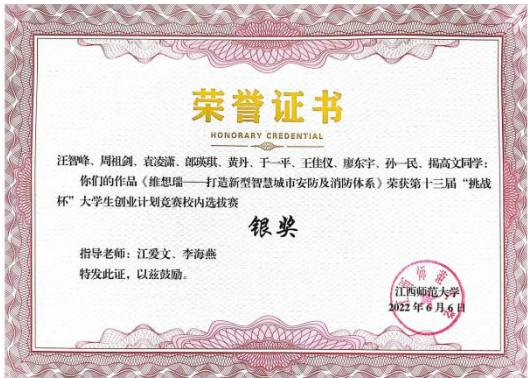 荣誉证书
HONORARY CREDENTIAL
汪智峰、周祖剑、袁凌潇、郎瑛琪、黄丹、于一平、王佳仪、廖东宇、孙一民、揭高文同学：
你们的作品《维想瑞——打造新型智慧城市安防及消防体系》荣获第十三届“挑战
杯”大学生创业计划竞赛校内选拔赛
银奖
指导老师：江爱文、李海燕
特发此证，以兹鼓励。
江西师范大学
2022年6月6日